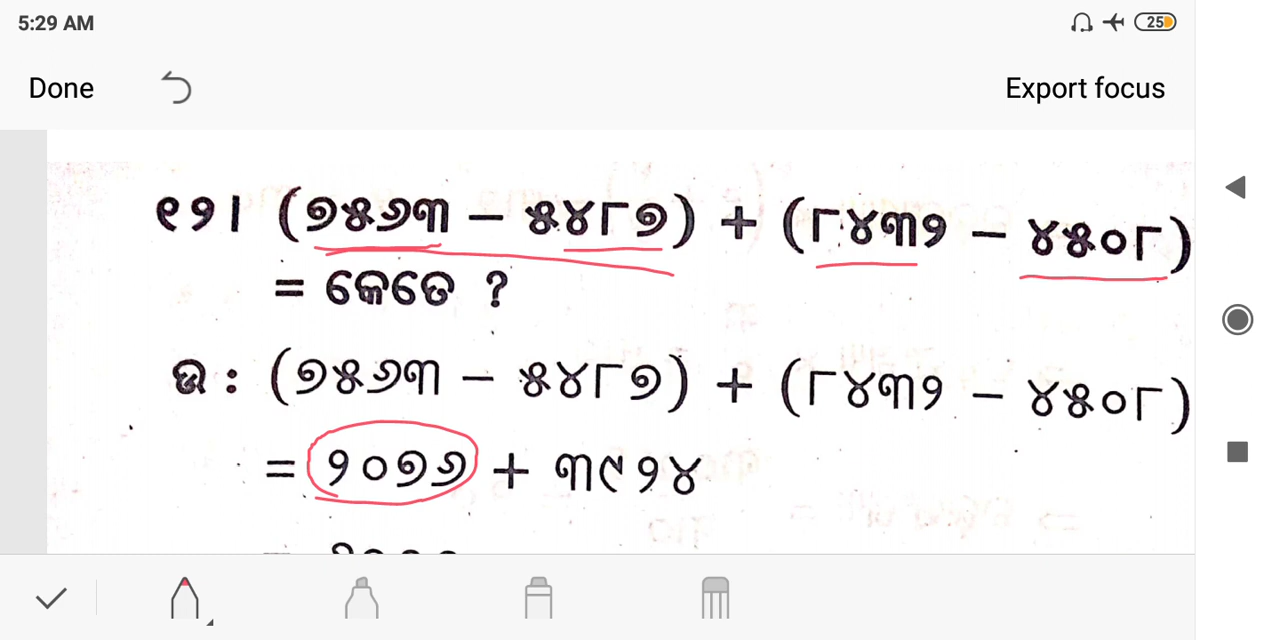 5:29 AM
25
Done
Export focus
୧୨। (୭୫୬୩ − ୫୪୮୭) + (୮୪୩୨ − ୪୫୦୮)
= କେତେ ?
ଉ : (୭୫୬୩ − ୫୪୮୭) + (୮୪୩୨ − ୪୫୦୮)
= ୨୦୭୬ + ୩୯୨୪